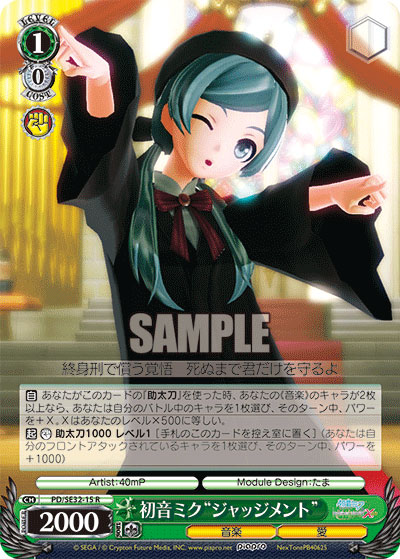 LEVEL
1
0
COST
SAMPLE
終身刑で償う覚悟 死ぬまで君だけを守るよ
自 あなたがこのカードの『助太刀』を使った時、あなたの《音楽》のキャラが2枚
以上なら、あなたは自分のバトル中のキャラを1枚選び、そのターン中、パワー
を＋X。Xはあなたのレベル×500に等しい。
起 助太刀1000 レベル1 ［手札のこのカードを控え室に置く］ (あなたは自分
のフロントアタックされているキャラを1枚選び、そのターン中、パワーを＋1000)
Artist:40mP
Module Design:たま
CH PD/SE32-15 R
POWER
2000
初音ミク“ジャッジメント”
音楽
愛
© SEGA / © Crypton Future Media, INC. www.piapro.net piapro NexTonePB40625